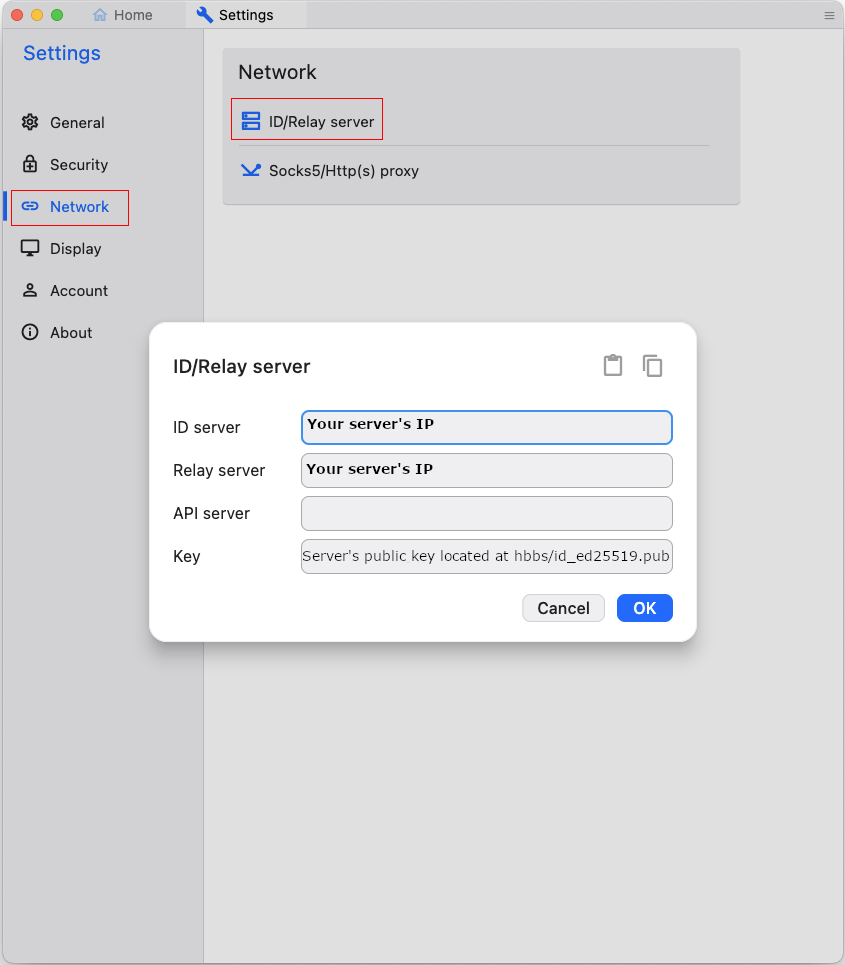 Home
Settings
Settings
General
Security
Network
Display
Account
About
Network
ID/Relay server
Socks5/Http(s) proxy
ID/Relay server
ID server
Your server's IP
Relay server
Your server's IP
API server
Key
Server's public key located at hbbs/id_ed25519.pub
Cancel
OK